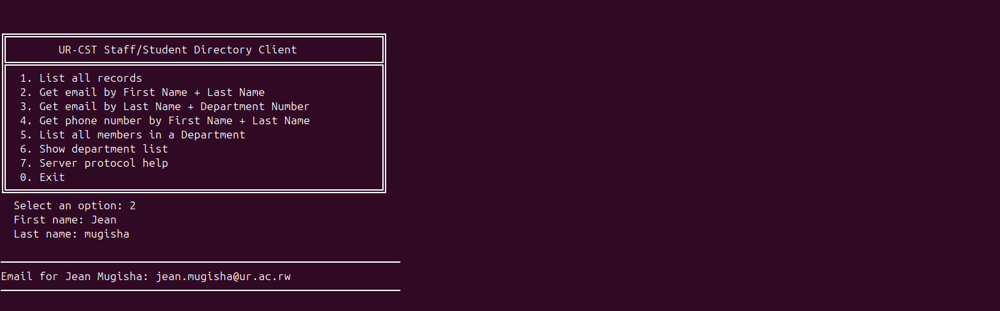 UR-CST Staff/Student Directory Client
1. List all records
2. Get email by First Name + Last Name
3. Get email by Last Name + Department Number
4. Get phone number by First Name + Last Name
5. List all members in a Department
6. Show department list
7. Server protocol help
0. Exit
Select an option: 2
First name: Jean
Last name: mugisha
Email for Jean Mugisha: jean.mugisha@ur.ac.rw